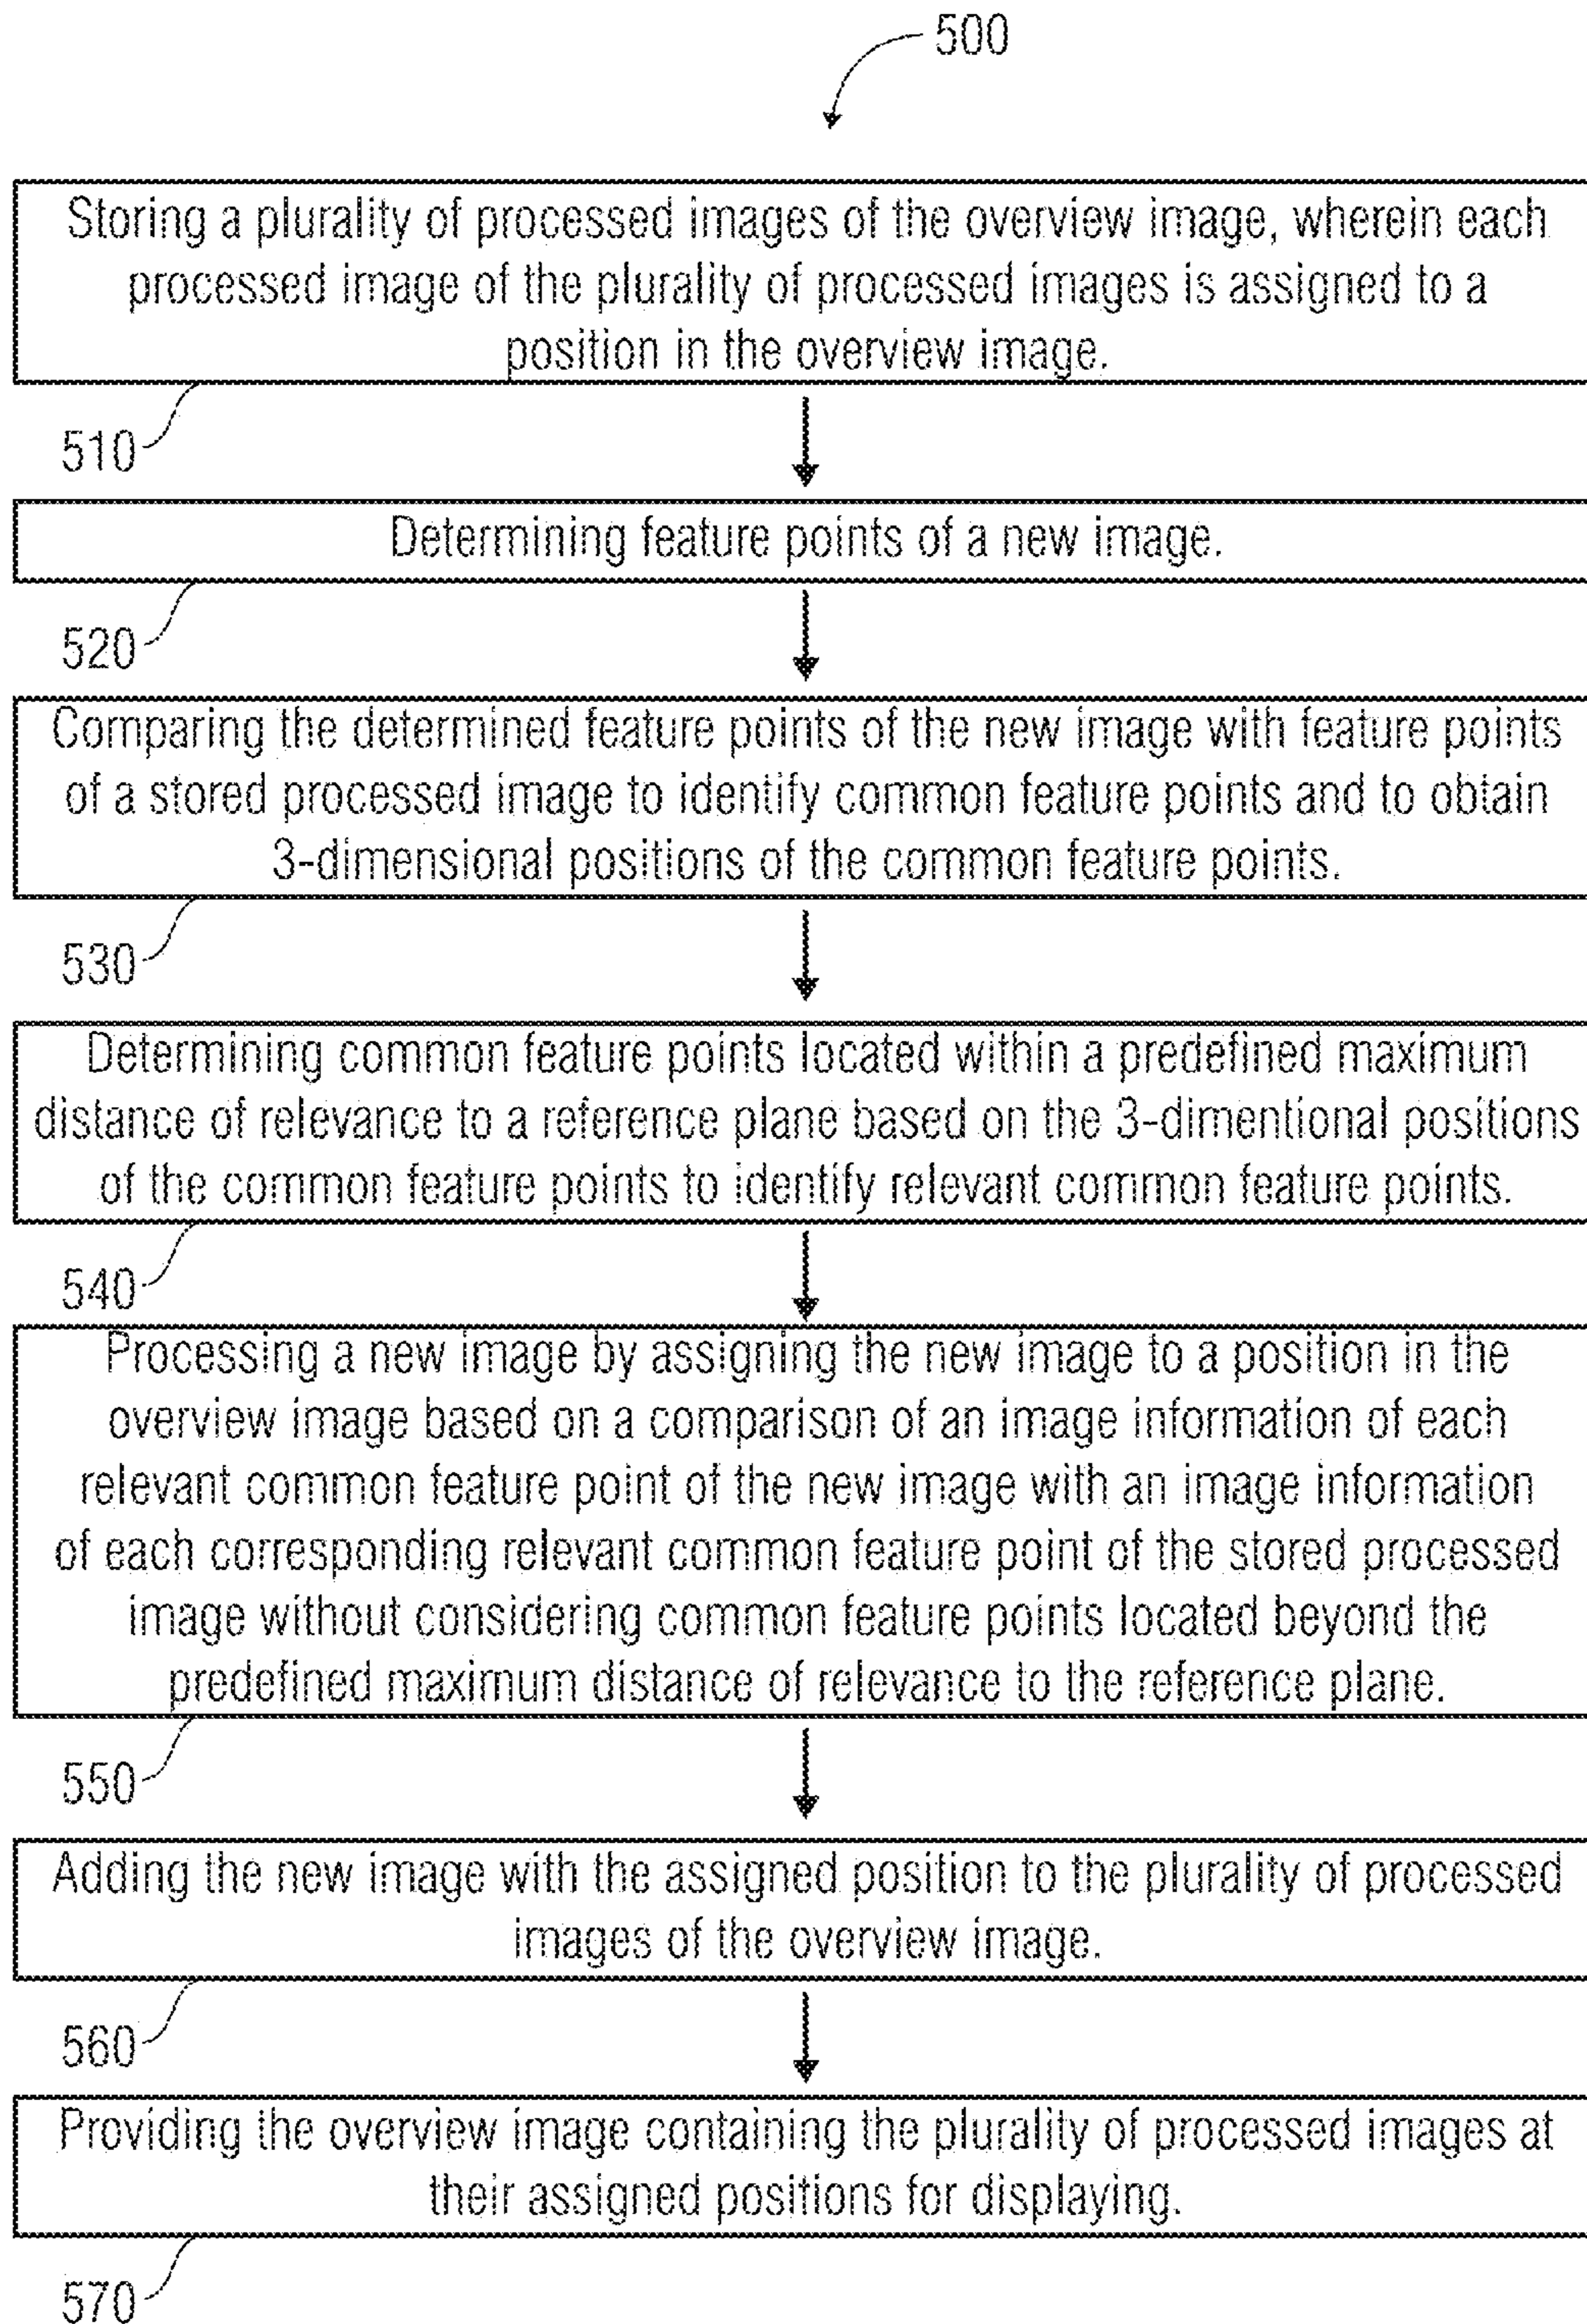 500
Storing a plurality of processed images of the overview image, wherein each
processed image of the plurality of processed images is assigned to a
position in the overview image.
510
Determining feature points of a new image.
520
Comparing the determined feature points of the new image with feature points
of a stored processed image to identify common feature points and to obtain
3-dimensional positions of the common feature points.
530
Determining common feature points located within a predefined maximum
distance of relevance to a reference plane based on the 3-dimentional positions
of the common feature points to identify relevant common feature points.
540
Processing a new image by assigning the new image to a position in the
overview image based on a comparison of an image information of each
relevant common feature point of the new image with an image information
of each corresponding relevant common feature point of the stored processed
image without considering common feature points located beyond the
predefined maximum distance of relevance to the reference plane.
550
Adding the new image with the assigned position to the plurality of processed
images of the overview image.
560
Providing the overview image containing the plurality of processed images at
their assigned positions for displaying.
570